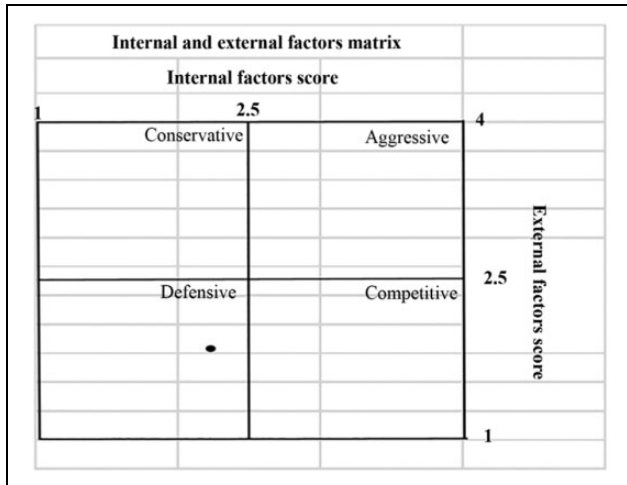 Internal and external factors matrix
Internal factors score
1 2.5 4
Conservative Aggressive
2.5
Defensive Competitive
External factors score
1